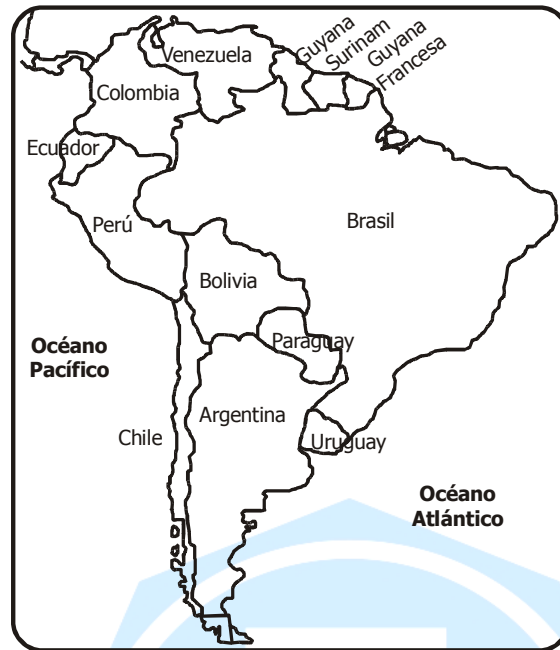 Venezuela
Guyana
Surinam
Guyana
Francesa
Colombia
Ecuador
Perú
Brasil
Bolivia
Paraguay
Océano
Pacífico
Argentina
Chile
Uruguay
Océano
Atlántico